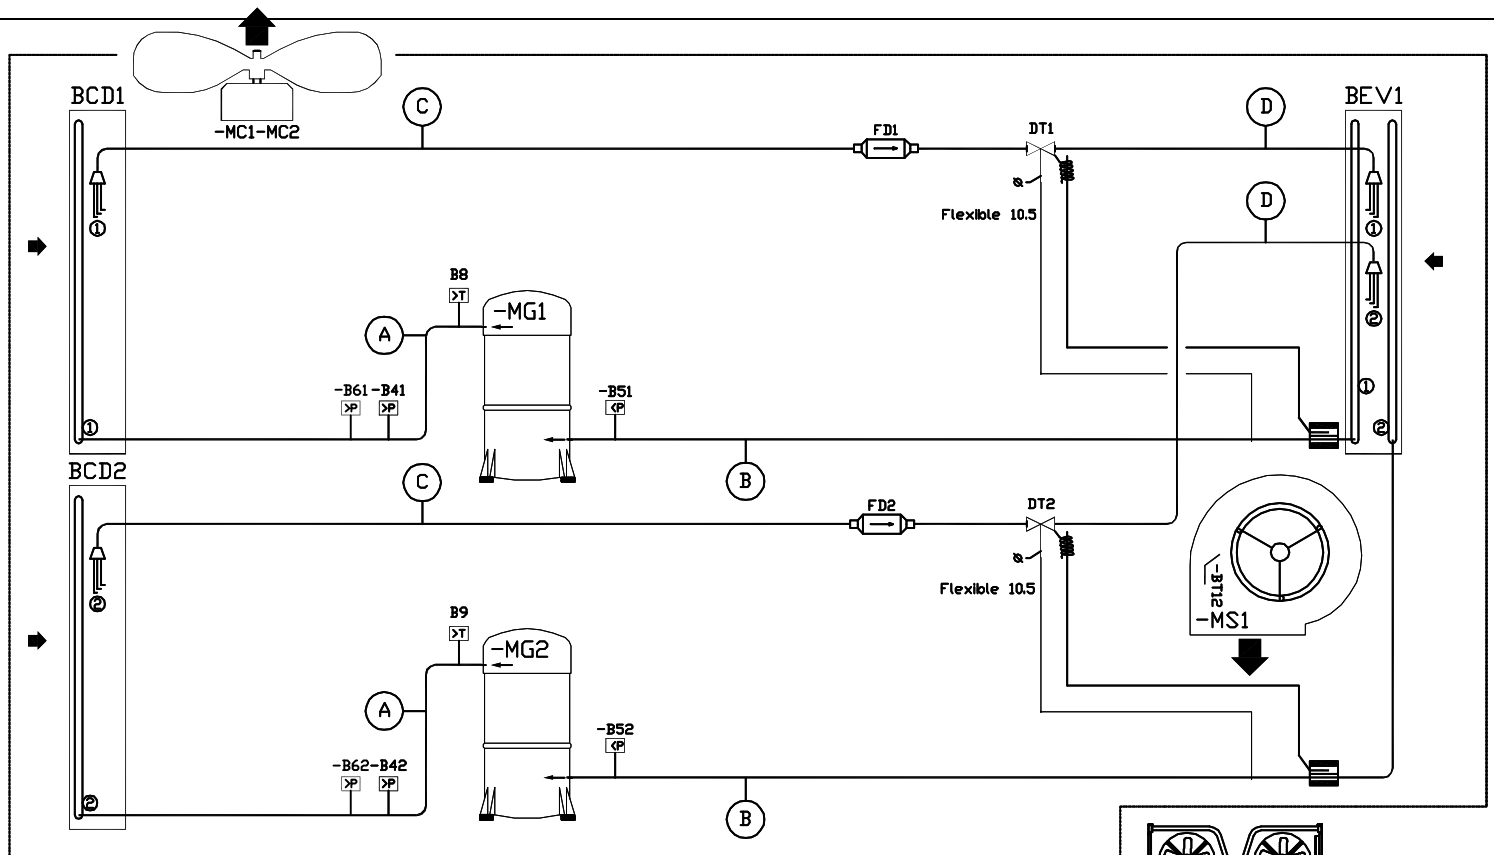 BCD1
-MC1-MC2
C
FD1
DT1
D
BEV1
Ø
Flexible 10.5
D
1
1
2
B8
>T
-MG1
A
-B61 -B41
>P >P
-B51
<P
1
1
2
B
BCD2
C
FD2
DT2
Ø
Flexible 10.5
-BT12
-MS1
2
B9
>T
-MG2
A
-B62 -B42
>P >P
-B52
<P
2
B